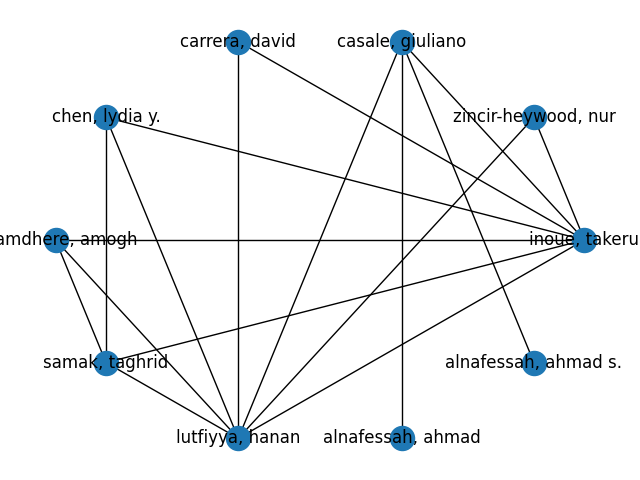 carrera, david
casale, giuliano
chen, lydia y.
zincir-heywood, nur
amdhere, amogh
inoue, takeru
samak, taghrid
alnafessah, ahmad s.
lutfiyya, hanan
alnafessah, ahmad